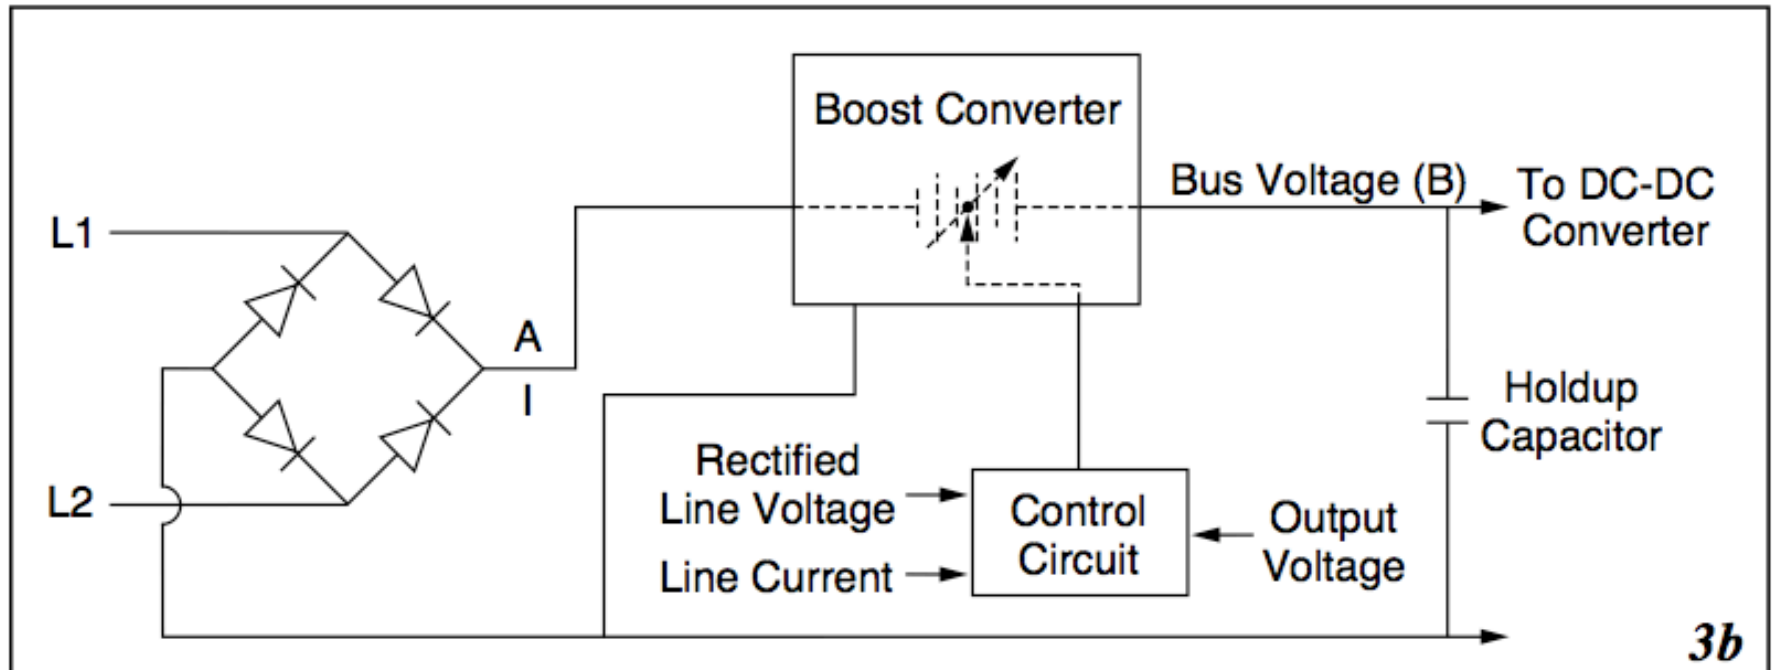 Boost Converter
Bus Voltage (B)
To DC-DC
Converter
L1
A
I
Holdup
Capacitor
Rectified
Line Voltage
Control
Circuit
Output
Voltage
L2
Line Current
3b